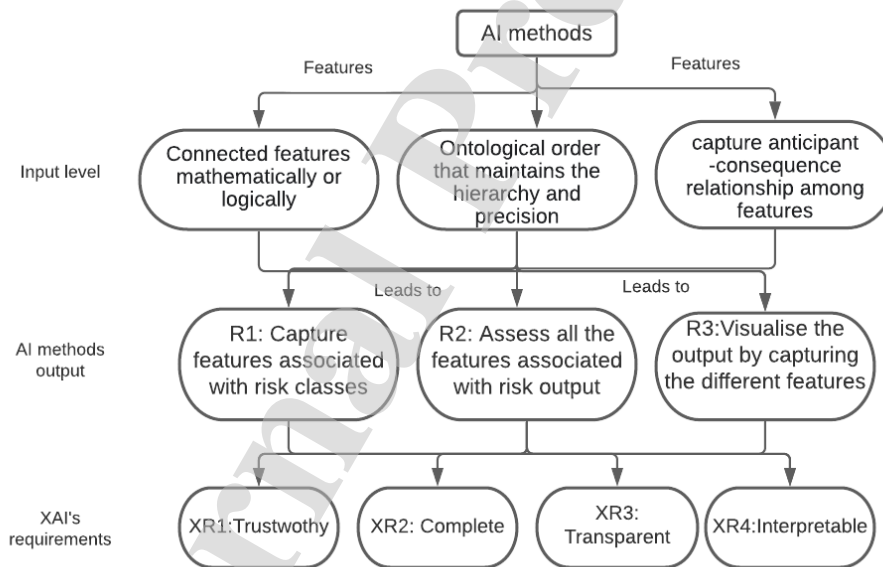 AI methods
Features
Features
Input level
Connected features
mathematically or
logically
Ontological order
that maintains the
hierarchy and
precision
capture anticipant
-consequence
relationship among
features
Leads to
Leads to
AI methods
output
R1: Capture
features associated
with risk classes
R2: Assess all the
features associated
with risk output
R3:Visualise the
output by capturing
the different features
XAI's
requirements
XR1:Trustwothy
XR2: Complete
XR3:
Transparent
XR4:Interpretable
rnal Pr